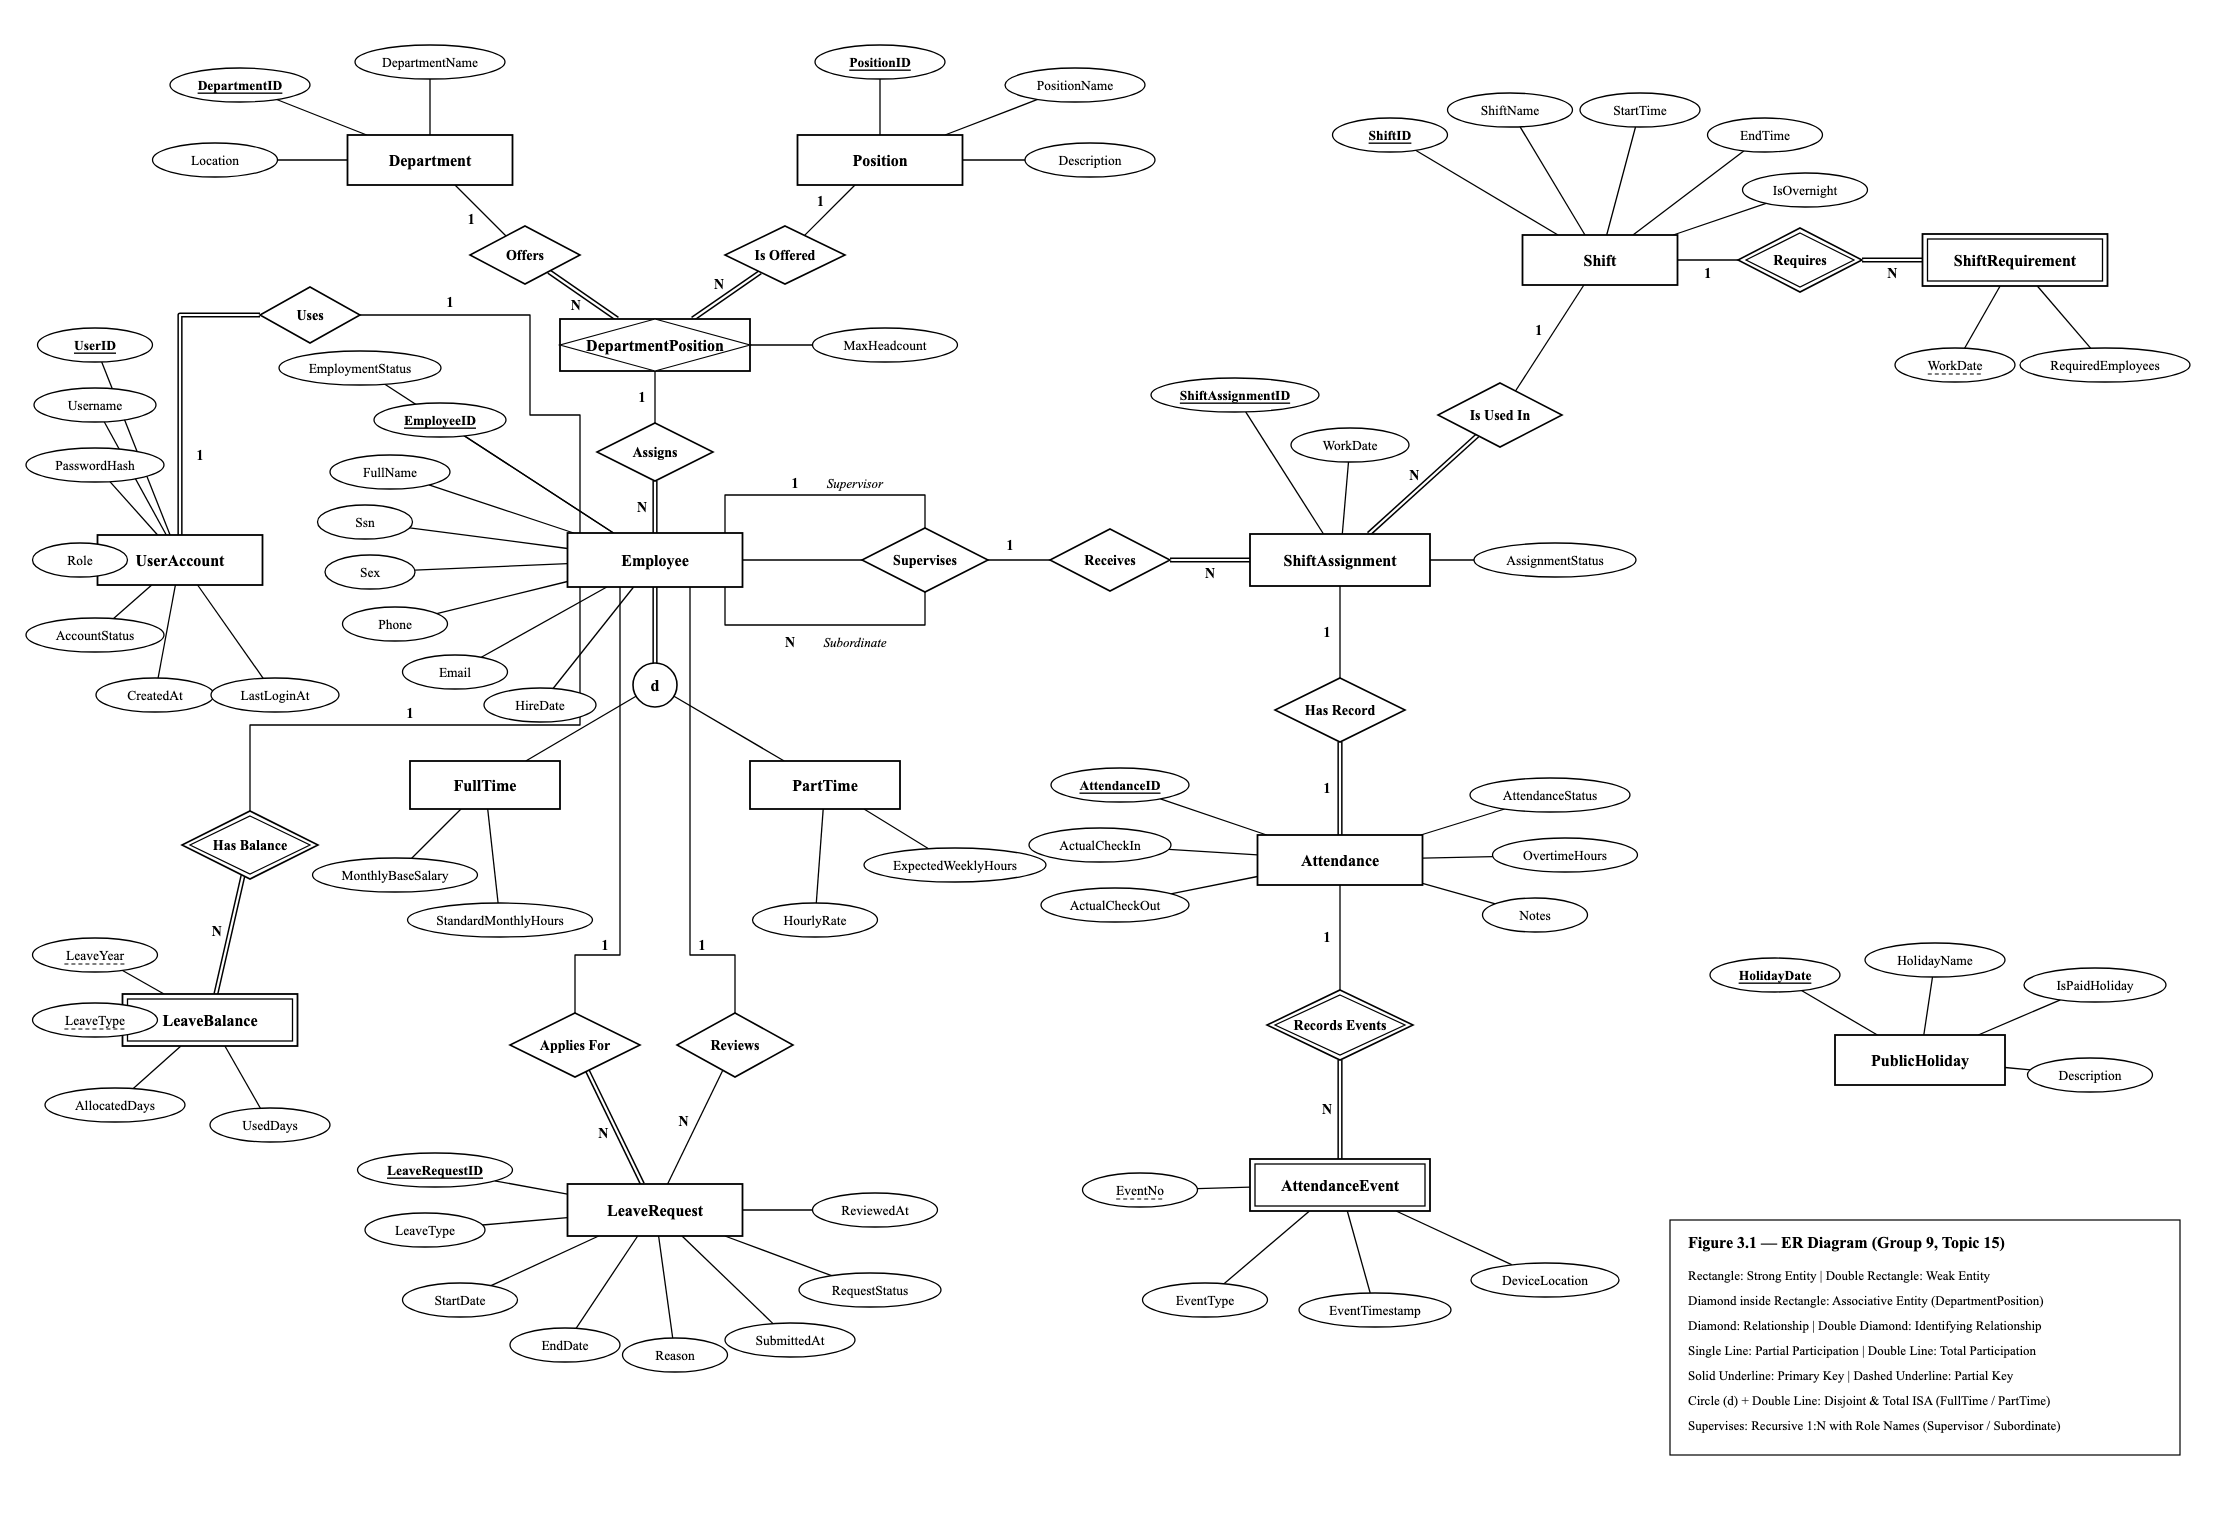 DepartmentName
DepartmentID
Location
Department
PositionID
PositionName
Position
Description
1
1
Offers
Is Offered
N
N
DepartmentPosition
MaxHeadcount
ShiftID
ShiftName
StartTime
EndTime
IsOvernight
Shift
1
Requires
N
ShiftRequirement
WorkDate
RequiredEmployees
1
Is Used In
N
Uses
1
1
UserID
Username
PasswordHash
Role
UserAccount
AccountStatus
CreatedAt
LastLoginAt
EmploymentStatus
EmployeeID
FullName
Ssn
Sex
Phone
Email
HireDate
1
Assigns
N
Employee
1
Supervisor
Supervises
N
Subordinate
1
Receives
N
ShiftAssignmentID
WorkDate
ShiftAssignment
AssignmentStatus
d
FullTime
MonthlyBaseSalary
StandardMonthlyHours
PartTime
ExpectedWeeklyHours
HourlyRate
1
Has Balance
N
LeaveYear
LeaveType
LeaveBalance
AllocatedDays
UsedDays
1
1
Applies For
Reviews
N
N
LeaveRequestID
LeaveType
LeaveRequest
ReviewedAt
StartDate
EndDate
Reason
SubmittedAt
RequestStatus
1
Has Record
1
AttendanceID
ActualCheckIn
ActualCheckOut
Attendance
AttendanceStatus
OvertimeHours
Notes
1
Records Events
N
EventNo
AttendanceEvent
EventType
EventTimestamp
DeviceLocation
HolidayDate
HolidayName
IsPaidHoliday
PublicHoliday
Description
Figure 3.1 — ER Diagram (Group 9, Topic 15)
Rectangle: Strong Entity | Double Rectangle: Weak Entity
Diamond inside Rectangle: Associative Entity (DepartmentPosition)
Diamond: Relationship | Double Diamond: Identifying Relationship
Single Line: Partial Participation | Double Line: Total Participation
Solid Underline: Primary Key | Dashed Underline: Partial Key
Circle (d) + Double Line: Disjoint & Total ISA (FullTime / PartTime)
Supervises: Recursive 1:N with Role Names (Supervisor / Subordinate)